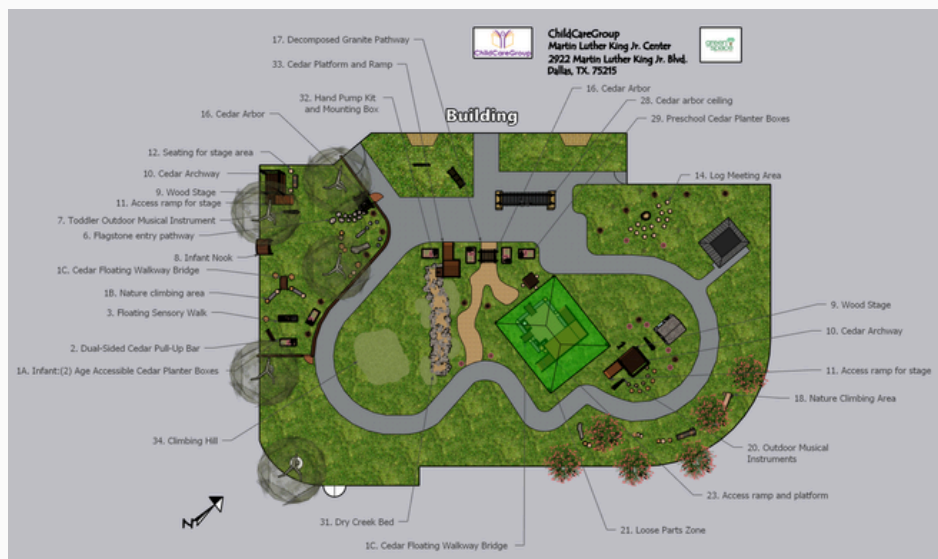 17. Decomposed Granite Pathway
33. Cedar Platform and Ramp
32. Hand Pump Kit
and Mounting Box
ChildCareGroup
ChildCareGroup
Martin Luther King Jr. Center
2922 Martin Luther King Jr. Blvd.
Dallas, TX. 75215
green
space
16. Cedar Arbor
28. Cedar arbor ceiling
29. Preschool Cedar Planter Boxes
Building
16. Cedar Arbor
12. Seating for stage area
10. Cedar Archway
9. Wood Stage
11. Access ramp for stage
7. Toddler Outdoor Musical Instrument
6. Flagstone entry pathway
8. Infant Nook
1C. Cedar Floating Walkway Bridge
1B. Nature climbing area
3. Floating Sensory Walk
2. Dual-Sided Cedar Pull-Up Bar
1A. Infant:(2) Age Accessible Cedar Planter Boxes
34. Climbing Hill
14. Log Meeting Area
9. Wood Stage
10. Cedar Archway
11. Access ramp for stage
18. Nature Climbing Area
20. Outdoor Musical
Instruments
23. Access ramp and platform
21. Loose Parts Zone
31. Dry Creek Bed
1C. Cedar Floating Walkway Bridge
N